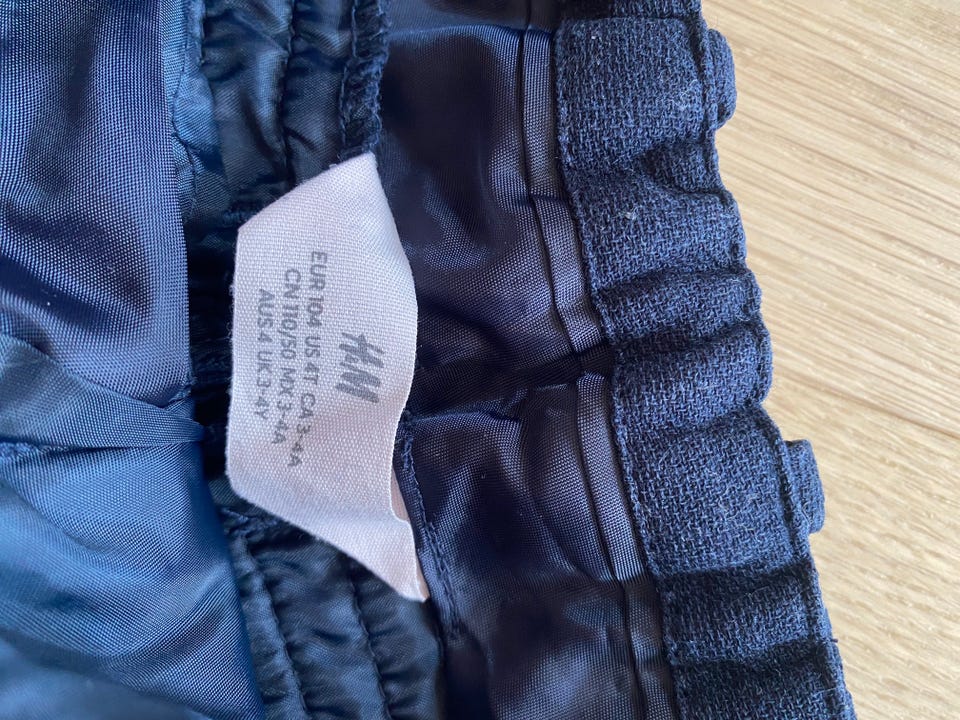 H&M
EUR 104 US 4T CA 3-4A
CN 110/50 MX 3-4A
AUS 4 UK 3-4Y